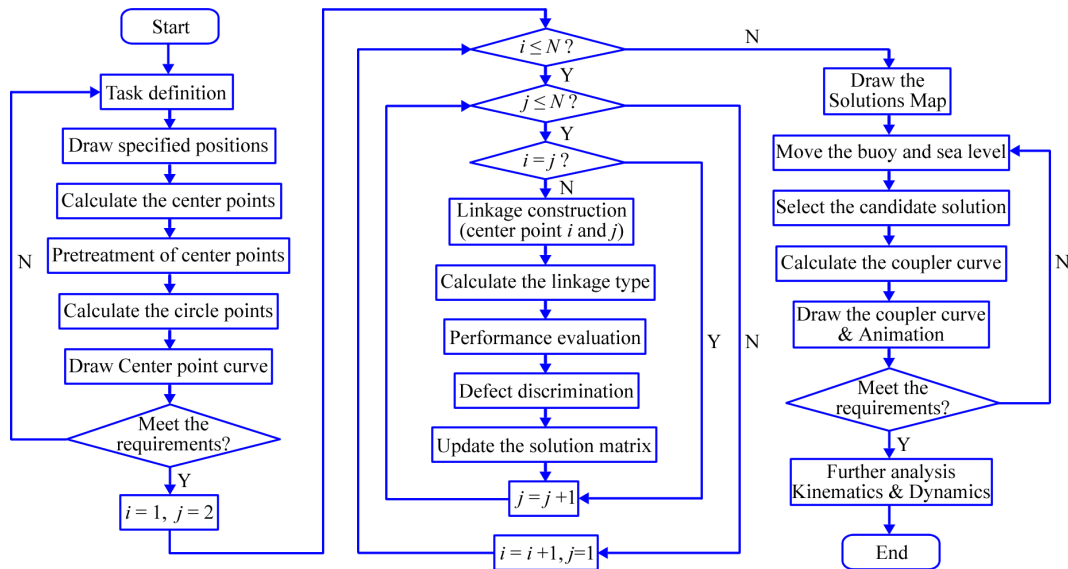 Start
Task definition
Draw specified positions
Calculate the center points
Pretreatment of center points
Calculate the circle points
Draw Center point curve
Meet the
requirements?
N
Y
i = 1, j = 2
i ≤ N ?
N
Y
j ≤ N ?
Y
i = j ?
N
Linkage construction
(center point i and j)
Calculate the linkage type
Performance evaluation
Defect discrimination
Update the solution matrix
j = j +1
Y
N
i = i +1, j=1
Draw the
Solutions Map
Move the buoy and sea level
Select the candidate solution
Calculate the coupler curve
Draw the coupler curve
& Animation
Meet the
requirements?
N
Y
Further analysis
Kinematics & Dynamics
End